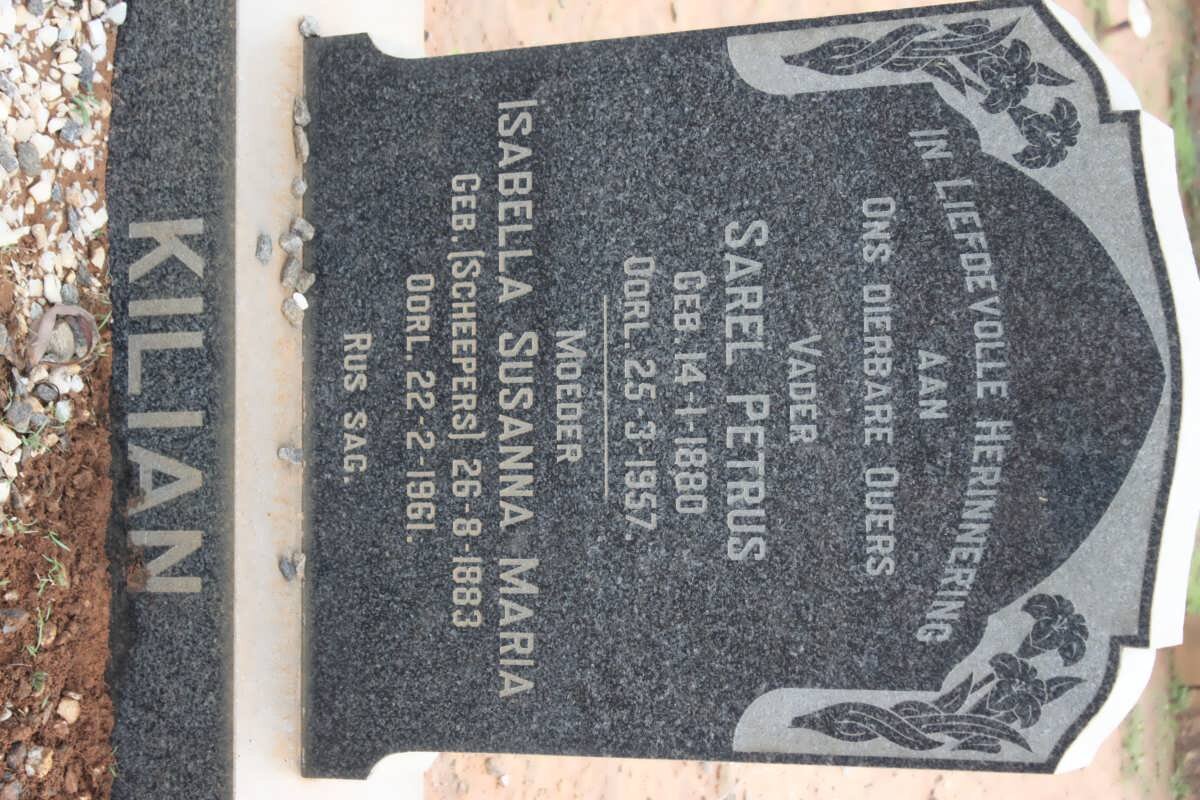 IN LIEFDEVOLLE HERINNERING
AAN
ONS DIERBARE OUERS
VADER
SAREL PETRUS
GEB. 14-1-1880
OORL. 25-3-1957.
MOEDER
ISABELLA SUSANNA MARIA
GEB. (SCHEEPERS) 26-8-1883
OORL. 22-2-1961.
RUS SAG.
KILIAN